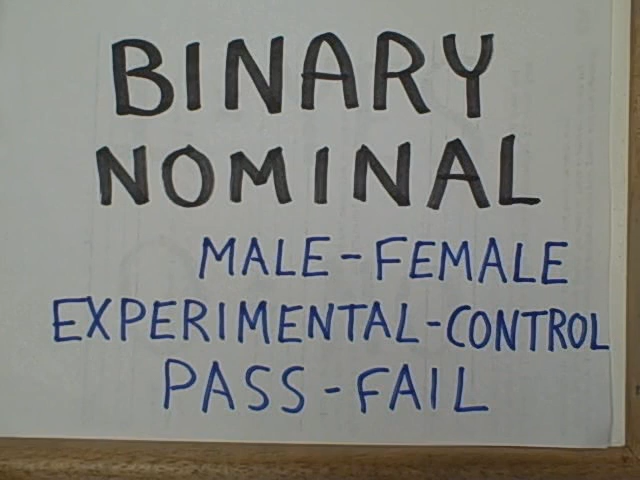 BINARY
NOMINAL
MALE-FEMALE
EXPERIMENTAL-CONTROL
PASS-FAIL